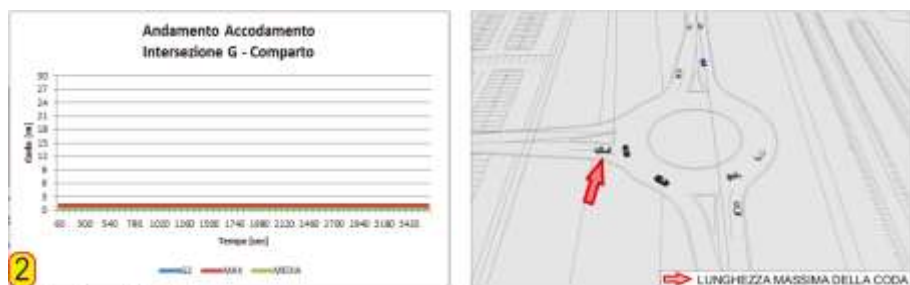 Andamento Accodamento
Intersezione G - Comparto
Coda [m]
30
27
24
21
18
15
12
9
6
3
0
60 300 540 780 1020 1260 1500 1740 1980 2220 2460 2700 2940 3180 3420
Tempo [sec]
G2 MAX MEDIA
2
LUNGHEZZA MASSIMA DELLA CODA